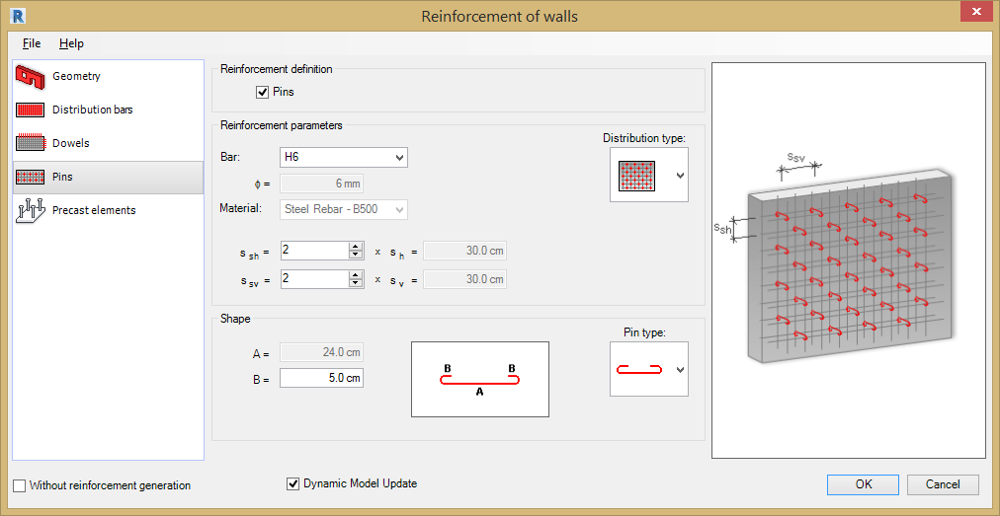 R
Reinforcement of walls
File Help
Geometry
Distribution bars
Dowels
Pins
Precast elements
Reinforcement definition
Pins
Reinforcement parameters
Distribution type:
Bar: H6
ϕ = 6 mm
Material: Steel Rebar - B500
s sh = 2 x s h = 30.0 cm
s sv = 2 x s v = 30.0 cm
Shape
Pin type:
A = 24.0 cm
B = 5.0 cm
B B
A
ssv
ssh
Without reinforcement generation
Dynamic Model Update
OK Cancel